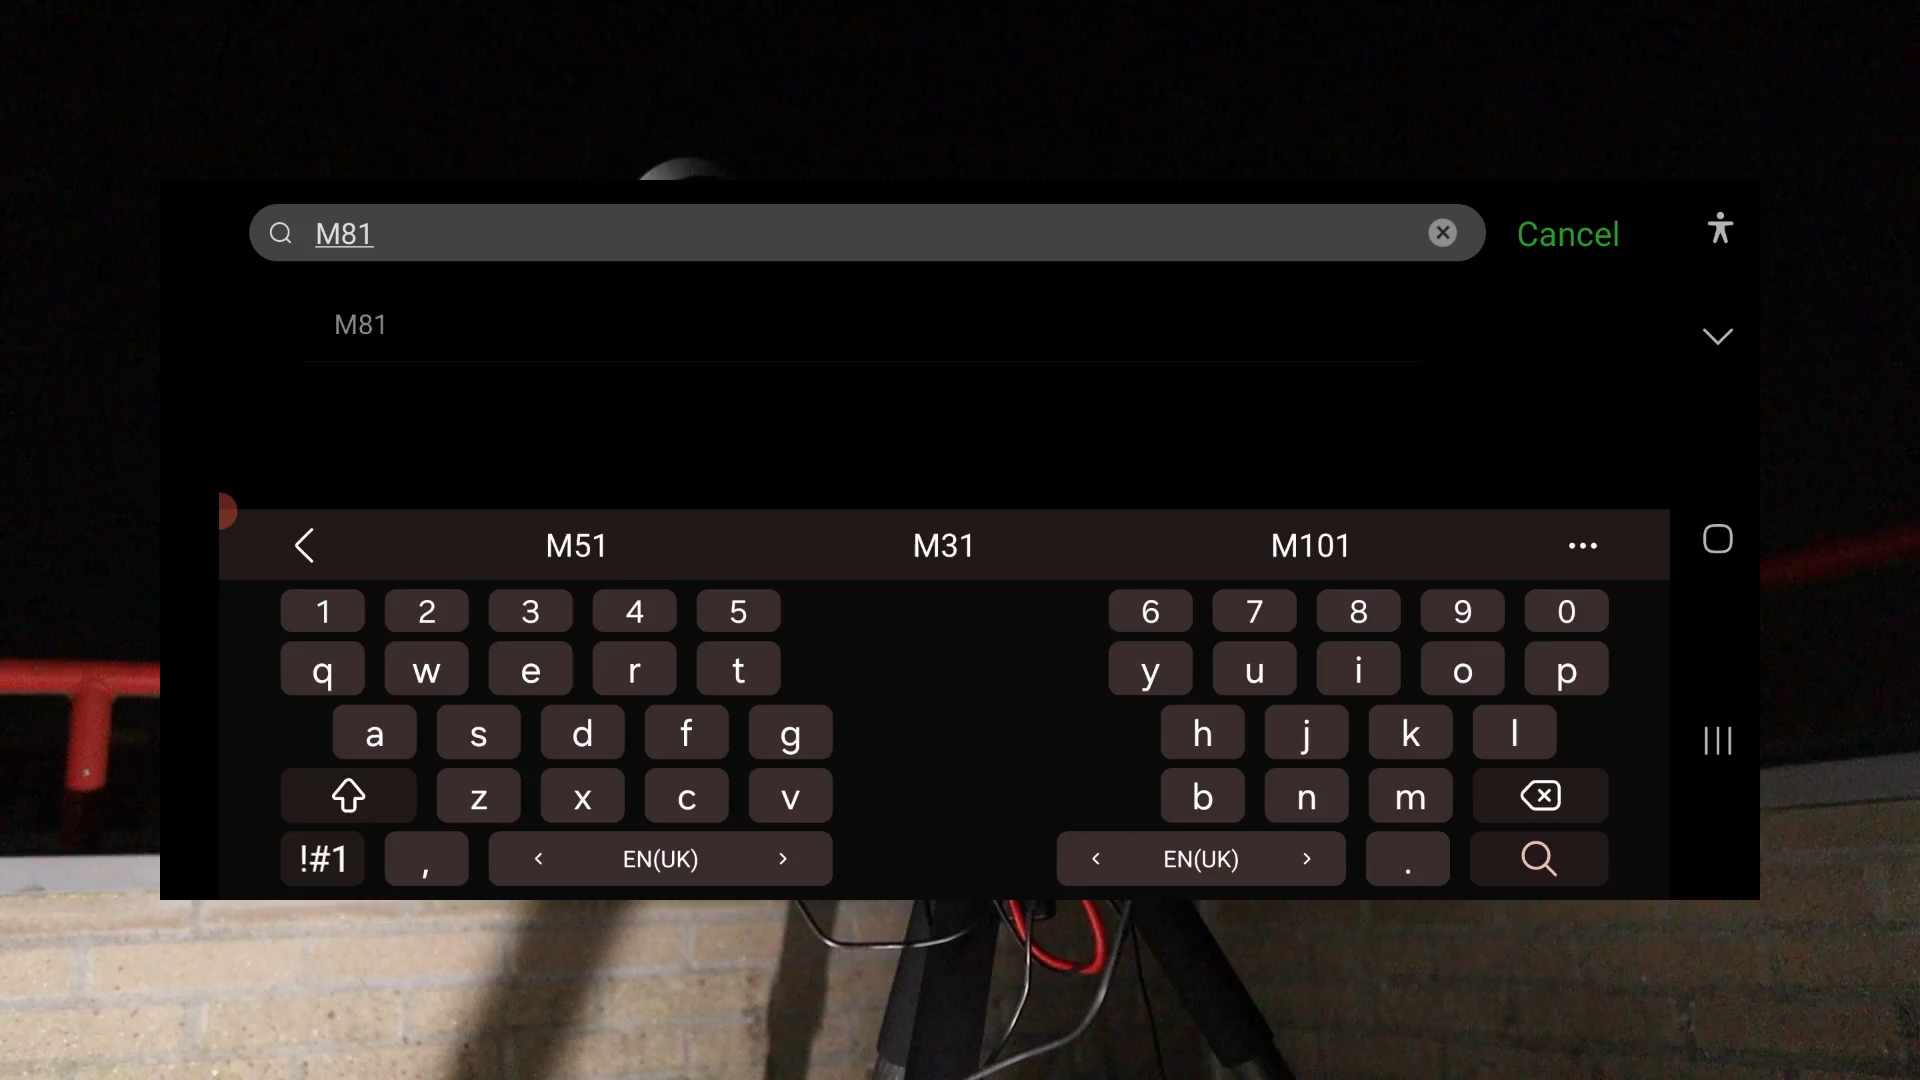 M81
Cancel
M81
M51 M31 M101 ...
1 2 3 4 5 6 7 8 9 0
q w e r t y u i o p
a s d f g h j k l
z x c v b n m
!#1 , < EN(UK) > < EN(UK) > .